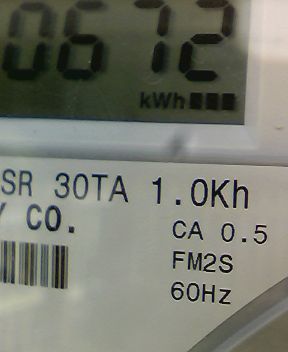 0672
kWh
SR 30TA 1.0Kh
Y CO.
CA 0.5
FM2S
60Hz